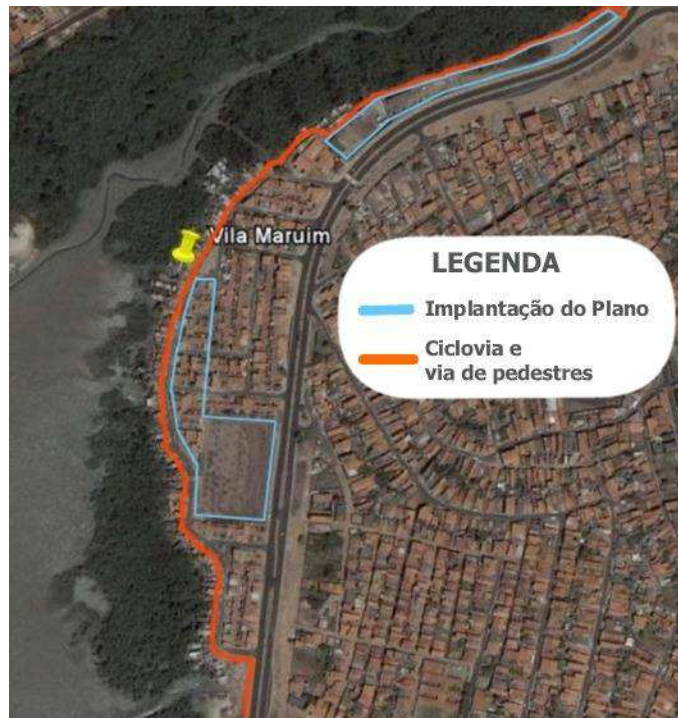 Vila Maruim
LEGENDA
Implantação do Plano
Ciclovia e
via de pedestres